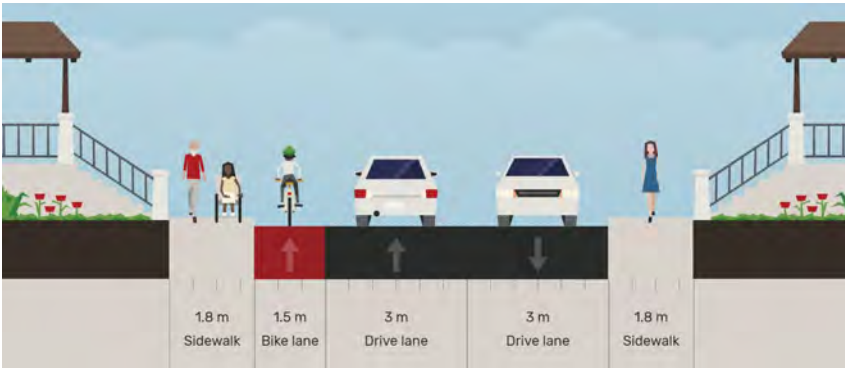 1.8 m
Sidewalk
1.5 m
Bike lane
3 m
Drive lane
3 m
Drive lane
1.8 m
Sidewalk